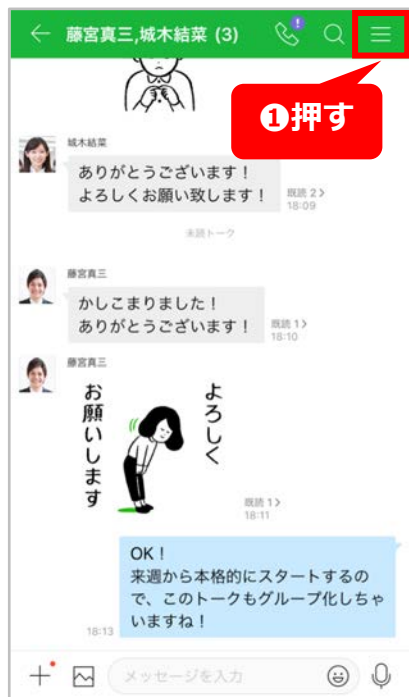 藤宮真三,城木結菜 (3)
❶押す
城木結菜
ありがとうございます！
よろしくお願い致します！
既読 2
18:09
未読トーク
藤宮真三
かしこまりました！
ありがとうございます！
既読 1
18:10
藤宮真三
よろしく
お願いします
既読 1
18:11
OK！
来週から本格的にスタートするの
で、このトークもグループ化しちゃ
いますね！
18:13
メッセージを入力